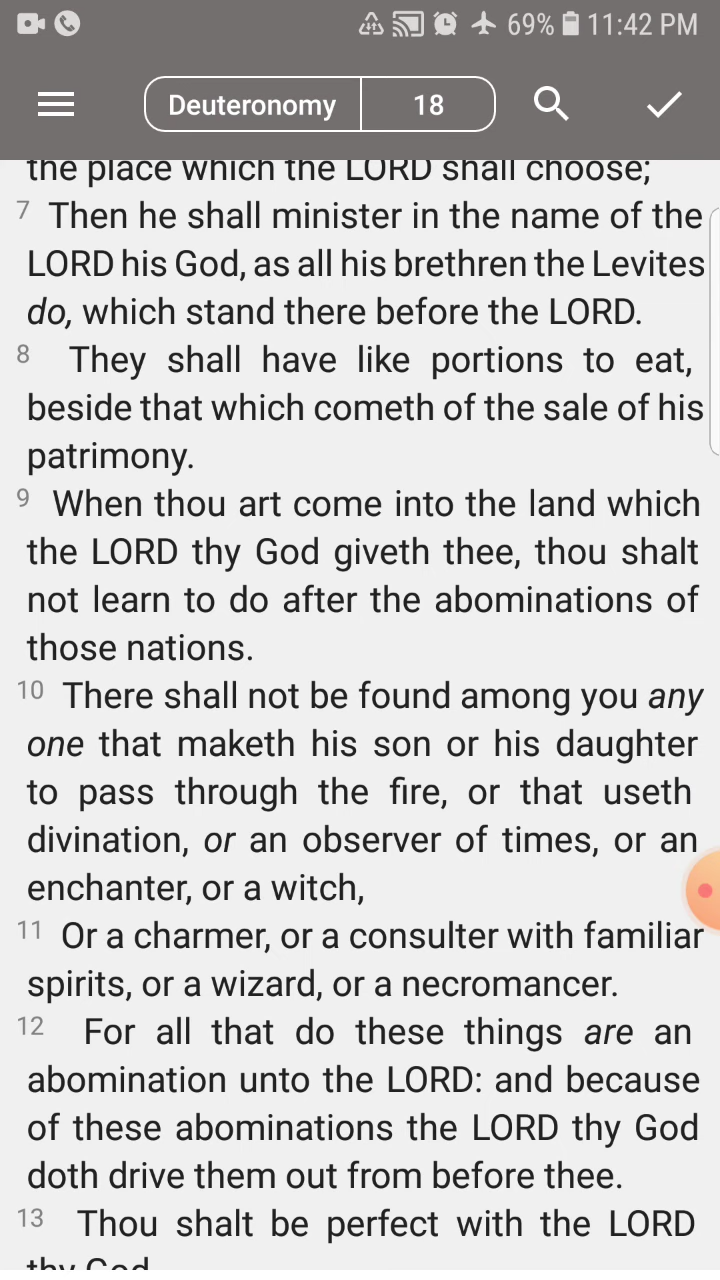 69% 11:42 PM
Deuteronomy 18
the place which the LORD shall choose;
7 Then he shall minister in the name of the
LORD his God, as all his brethren the Levites
do, which stand there before the LORD.
8 They shall have like portions to eat,
beside that which cometh of the sale of his
patrimony.
9 When thou art come into the land which
the LORD thy God giveth thee, thou shalt
not learn to do after the abominations of
those nations.
10 There shall not be found among you any
one that maketh his son or his daughter
to pass through the fire, or that useth
divination, or an observer of times, or an
enchanter, or a witch,
11 Or a charmer, or a consulter with familiar
spirits, or a wizard, or a necromancer.
12 For all that do these things are an
abomination unto the LORD: and because
of these abominations the LORD thy God
doth drive them out from before thee.
13 Thou shalt be perfect with the LORD
thy God